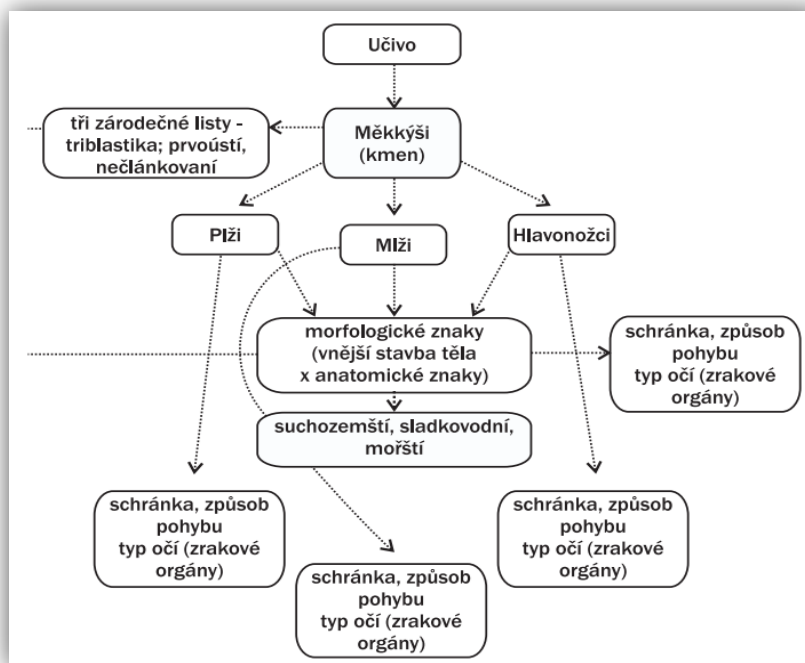 Učivo
tři zárodečné listy -
triblastika; prvoústí,
nečlánkovaní
Měkkýši
(kmen)
Plži
Mlži
Hlavonožci
morfologické znaky
(vnější stavba těla
x anatomické znaky)
schránka, způsob
pohybu
typ očí (zrakové
orgány)
suchozemští, sladkovodní,
mořští
schránka, způsob
pohybu
typ očí (zrakové
orgány)
schránka, způsob
pohybu
typ očí (zrakové
orgány)
schránka, způsob
pohybu
typ očí (zrakové
orgány)